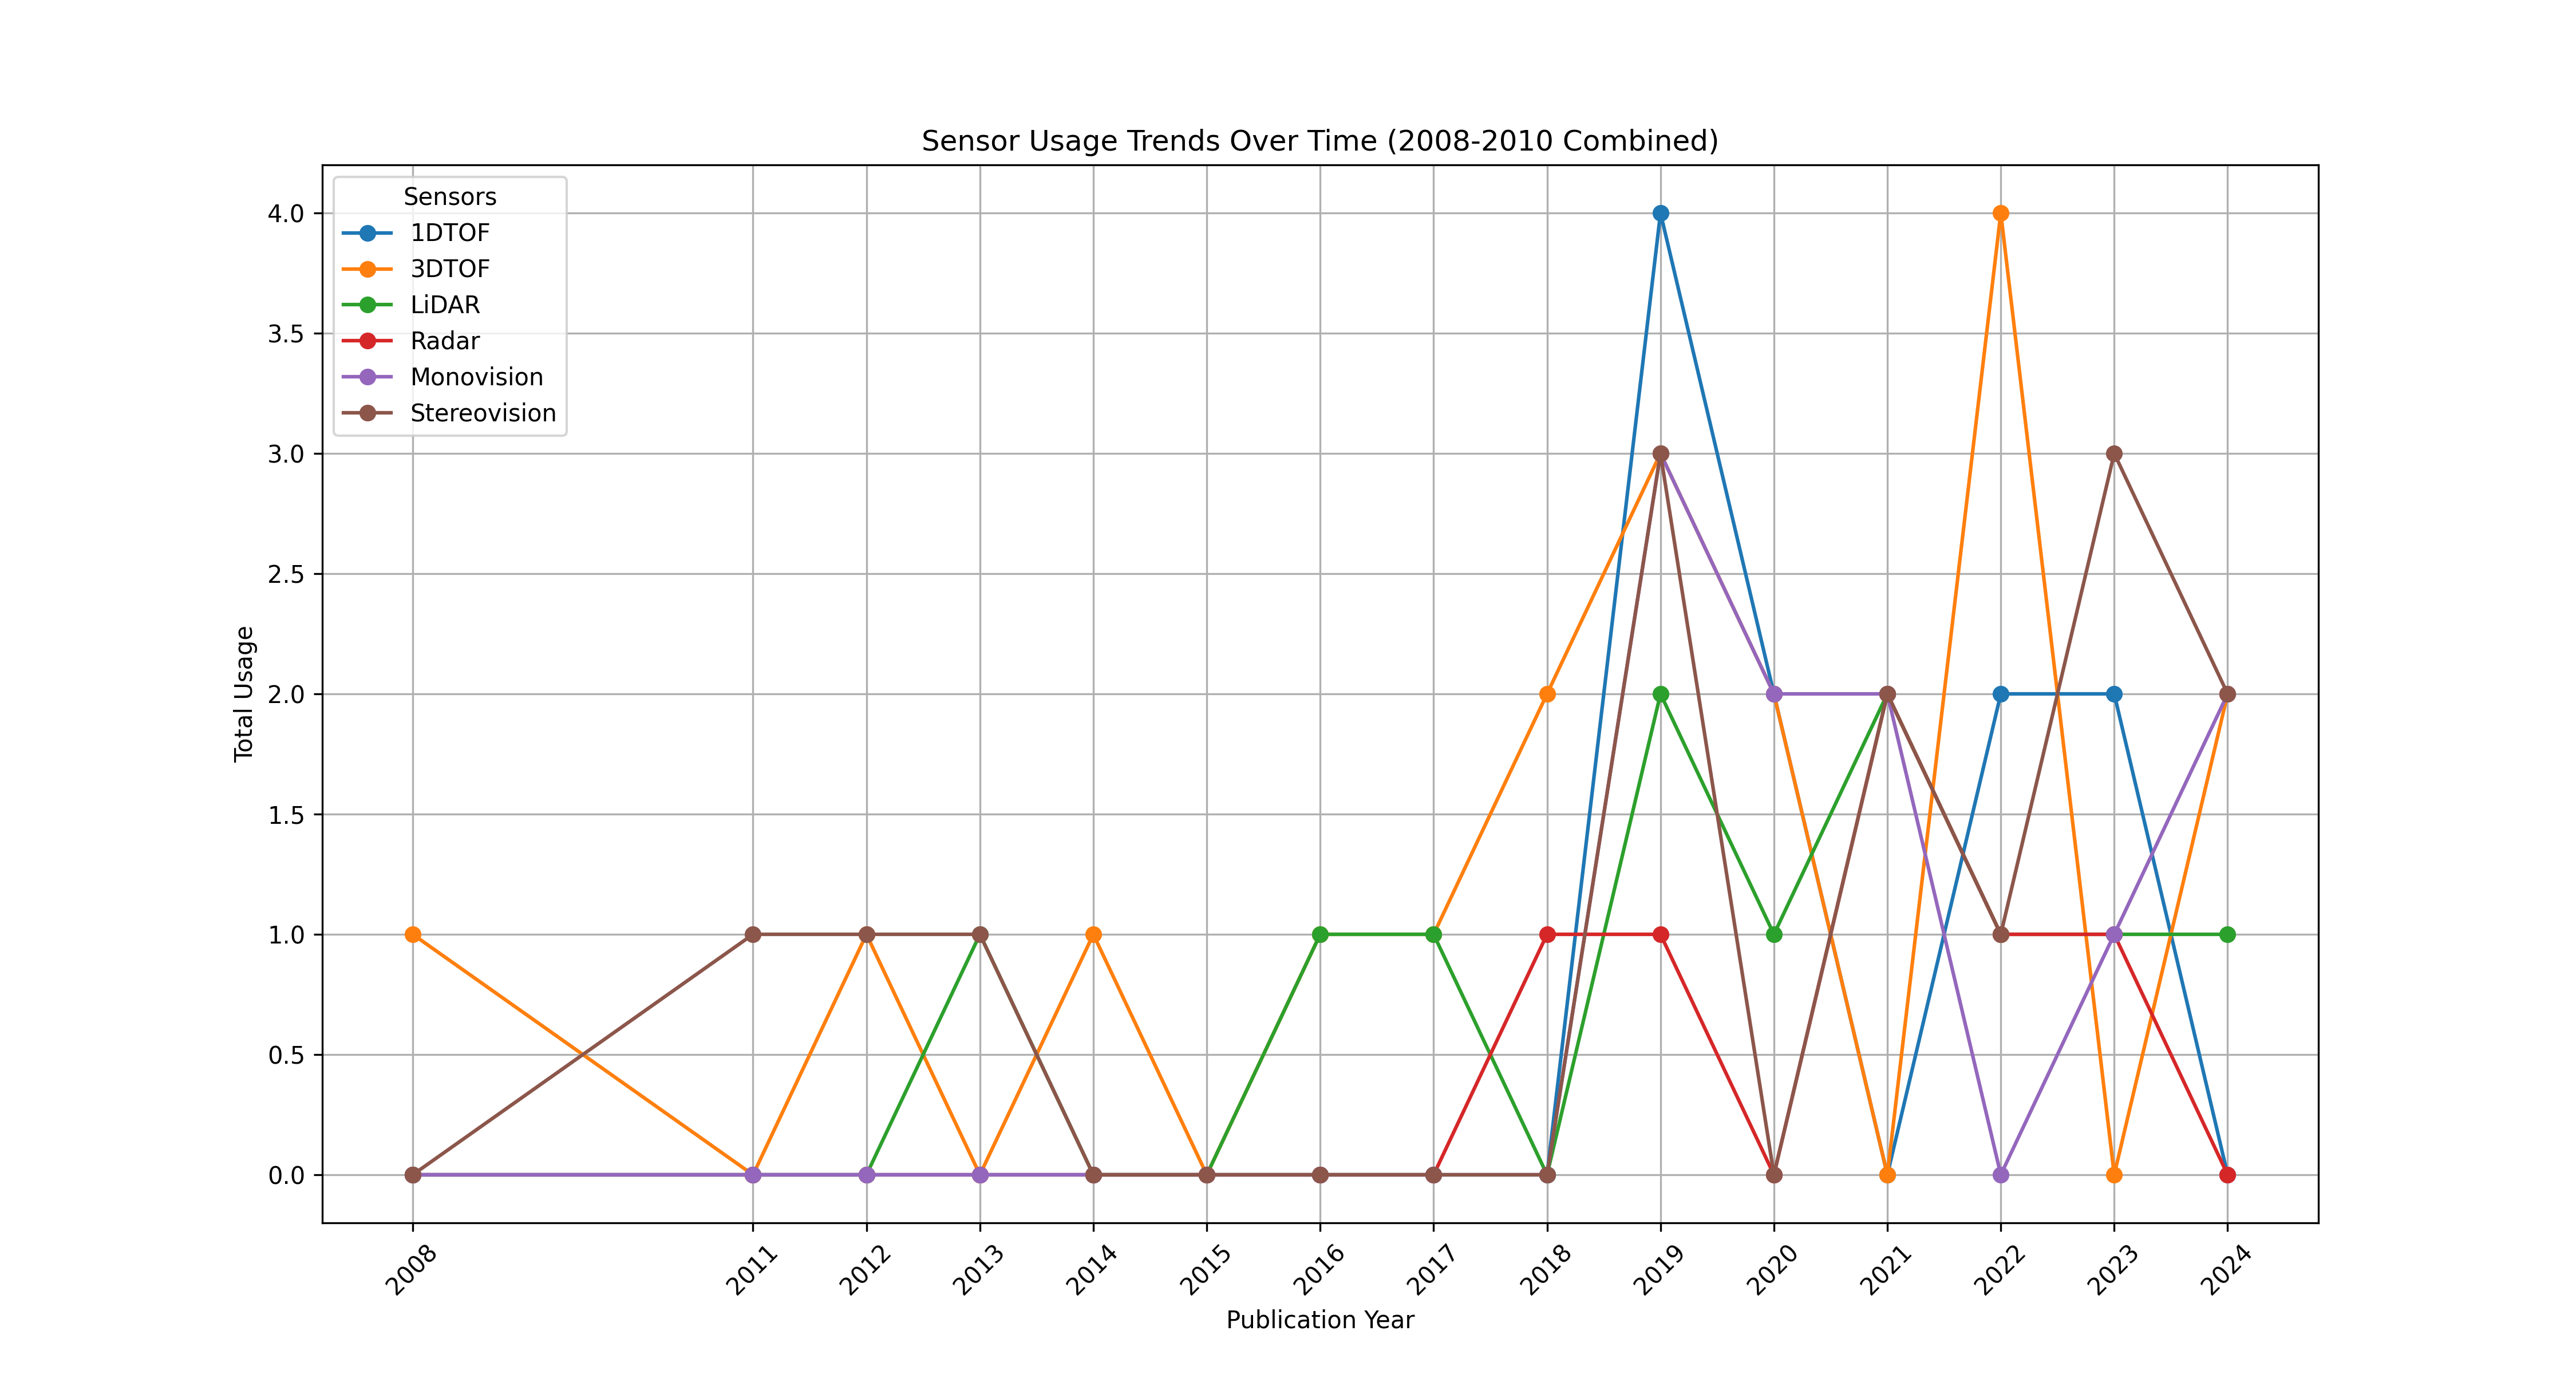 Sensor Usage Trends Over Time (2008-2010 Combined)
Sensors
1DTOF
3DTOF
LiDAR
Radar
Monovision
Stereovision
4.0
3.5
3.0
2.5
2.0
1.5
1.0
0.5
0.0
Total Usage
2008
2011
2012
2013
2014
2015
2016
2017
2018
2019
2020
2021
2022
2023
2024
Publication Year